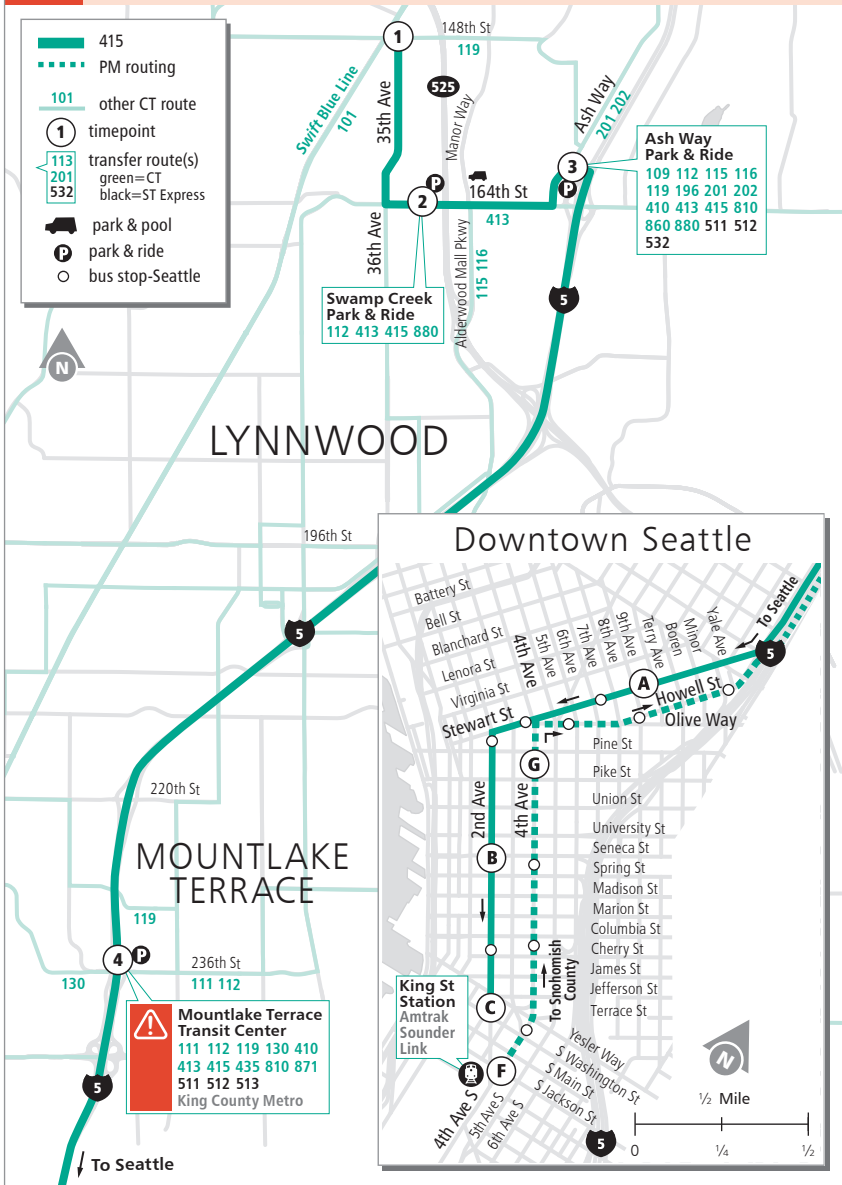 415
PM routing
101
other CT route
1
timepoint
113
201
532
transfer route(s)
green=CT
black=ST Express
park & pool
P
park & ride
bus stop-Seattle
N
1
148th St
119
Swift Blue Line
101
35th Ave
525
Manor Way
Ash Way
201 202
3
P
Ash Way
Park & Ride
109 112 115 116
119 196 201 202
410 413 415 810
860 880 511 512
532
P
2
164th St
413
36th Ave
Alderwood Mall Pkwy
115 116
5
Swamp Creek
Park & Ride
112 413 415 880
LYNNWOOD
196th St
5
220th St
MOUNTLAKE
TERRACE
119
4
P
236th St
130
111 112
Mountlake Terrace
Transit Center
111 112 119 130 410
413 415 435 810 871
511 512 513
King County Metro
5
To Seattle
Downtown Seattle
Battery St
Bell St
Blanchard St
Lenora St
Virginia St
Stewart St
4th Ave
5th Ave
6th Ave
7th Ave
8th Ave
9th Ave
Terry Ave
Boren
Minor
Yale Ave
To Seattle
5
A
Howell St
Olive Way
G
Pine St
Pike St
Union St
University St
Seneca St
Spring St
Madison St
Marion St
Columbia St
Cherry St
James St
Jefferson St
Terrace St
2nd Ave
4th Ave
B
C
To Snohomish
County
King St
Station
Amtrak
Sounder
Link
F
Yesler Way
S Washington St
S Main St
S Jackson St
4th Ave S
5th Ave S
6th Ave S
5
N
½ Mile
0
¼
½